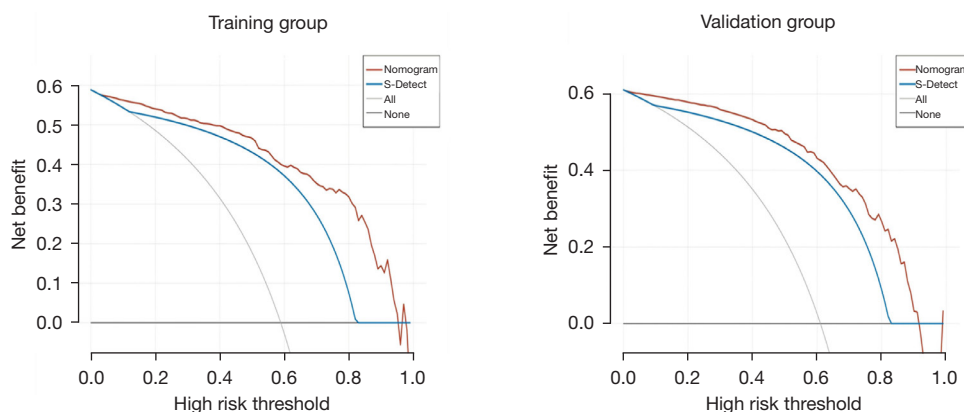 Training group
Nomogram
S-Detect
All
None
0.6
0.5
0.4
0.3
0.2
0.1
0.0
Net benefit
0.0 0.2 0.4 0.6 0.8 1.0
High risk threshold
Validation group
Nomogram
S-Detect
All
None
0.6
0.4
0.2
0.0
Net benefit
0.0 0.2 0.4 0.6 0.8 1.0
High risk threshold